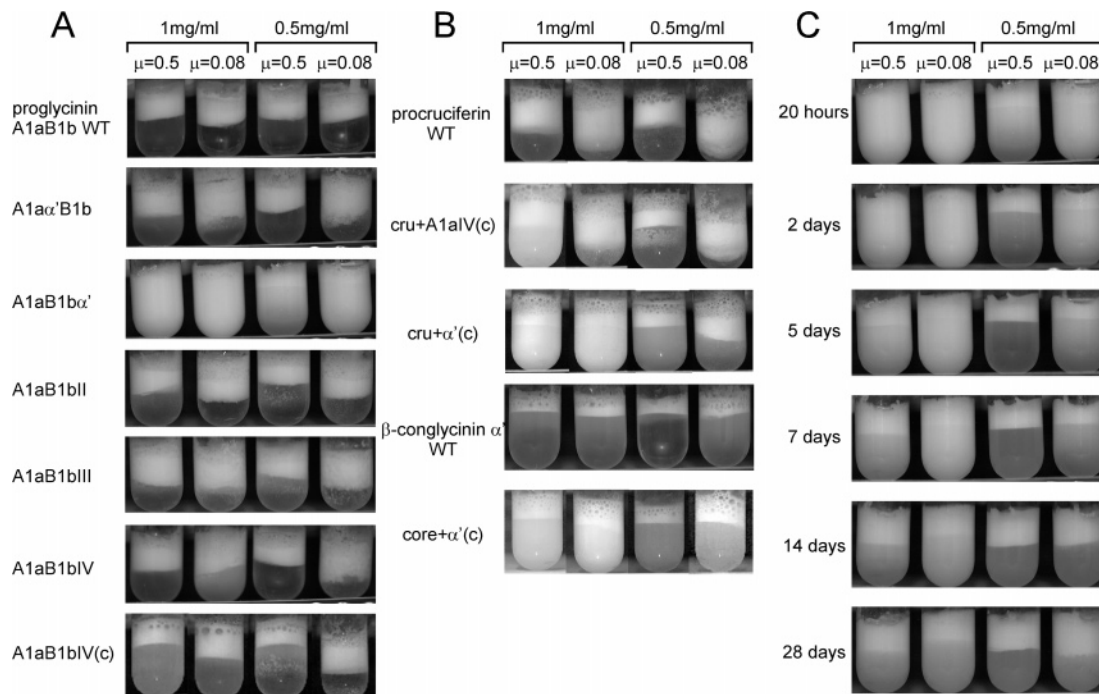 A
1mg/ml 0.5mg/ml
μ=0.5 μ=0.08 μ=0.5 μ=0.08
proglycinin
A1aB1b WT
A1aα'B1b
A1aB1bα'
A1aB1bII
A1aB1bIII
A1aB1bIV
A1aB1bIV(c)
B
1mg/ml 0.5mg/ml
μ=0.5 μ=0.08 μ=0.5 μ=0.08
procruciferin
WT
cru+A1aIV(c)
cru+α'(c)
β-conglycinin α'
WT
core+α'(c)
C
1mg/ml 0.5mg/ml
μ=0.5 μ=0.08 μ=0.5 μ=0.08
20 hours
2 days
5 days
7 days
14 days
28 days